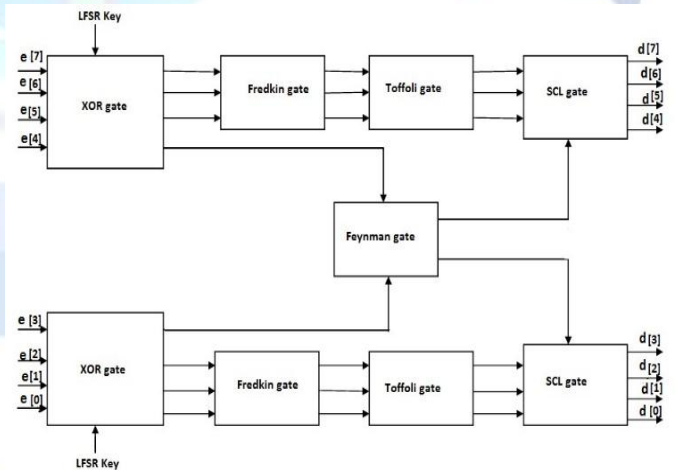 LFSR Key
e [7]
e [6]
e[5]
e[4]
XOR gate
Fredkin gate
Toffoli gate
SCL gate
d[7]
d[6]
d[5]
d[4]
Feynman gate
e [3]
e[2]
e[1]
e [0]
XOR gate
Fredkin gate
Toffoli gate
SCL gate
d[3]
d[2]
d[1]
d[0]
LFSR Key